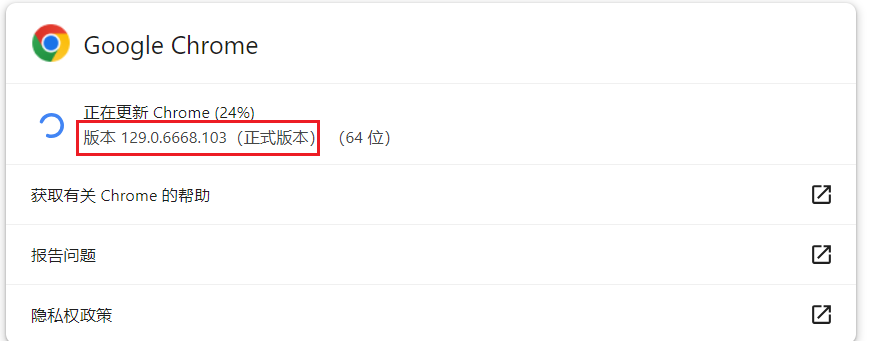 Google Chrome
正在更新 Chrome (24%)
版本 129.0.6668.103（正式版本） （64 位）
获取有关 Chrome 的帮助
报告问题
隐私权政策